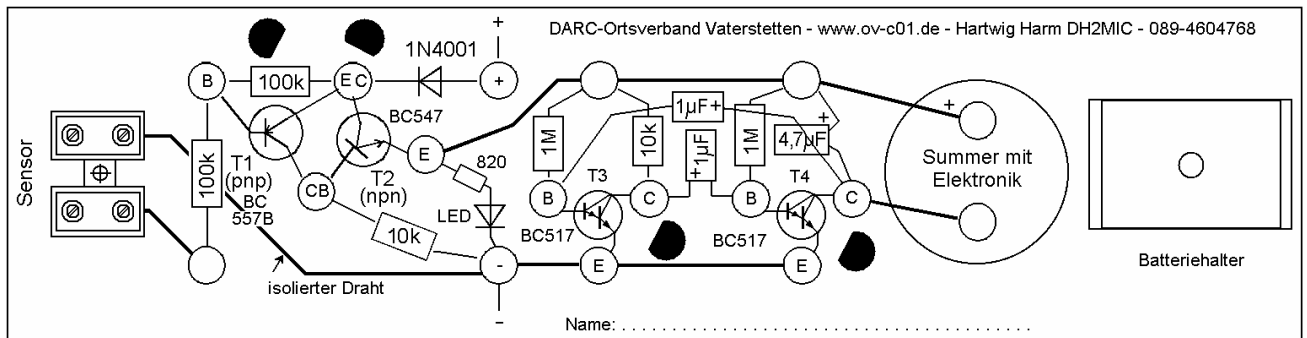 DARC-Ortsverband Vaterstetten - www.ov-c01.de - Hartwig Harm DH2MIC - 089-4604768
+
1N4001
B
100k
E C
+
BC547
1µF+
1M
10k
+1µF
1M
+
4,7µF
+
Sensor
100k
T1
(pnp)
BC
557B
T2
(npn)
E
820
CB
LED
10k
B
T3
C
BC517
B
T4
C
BC517
Summer mit
Elektronik
-
E
E
isolierter Draht
Batteriehalter
–
Name: . . . . . . . . . . . . . . . . . . . . . . . . . . . . . . . . . . . . . . . . .